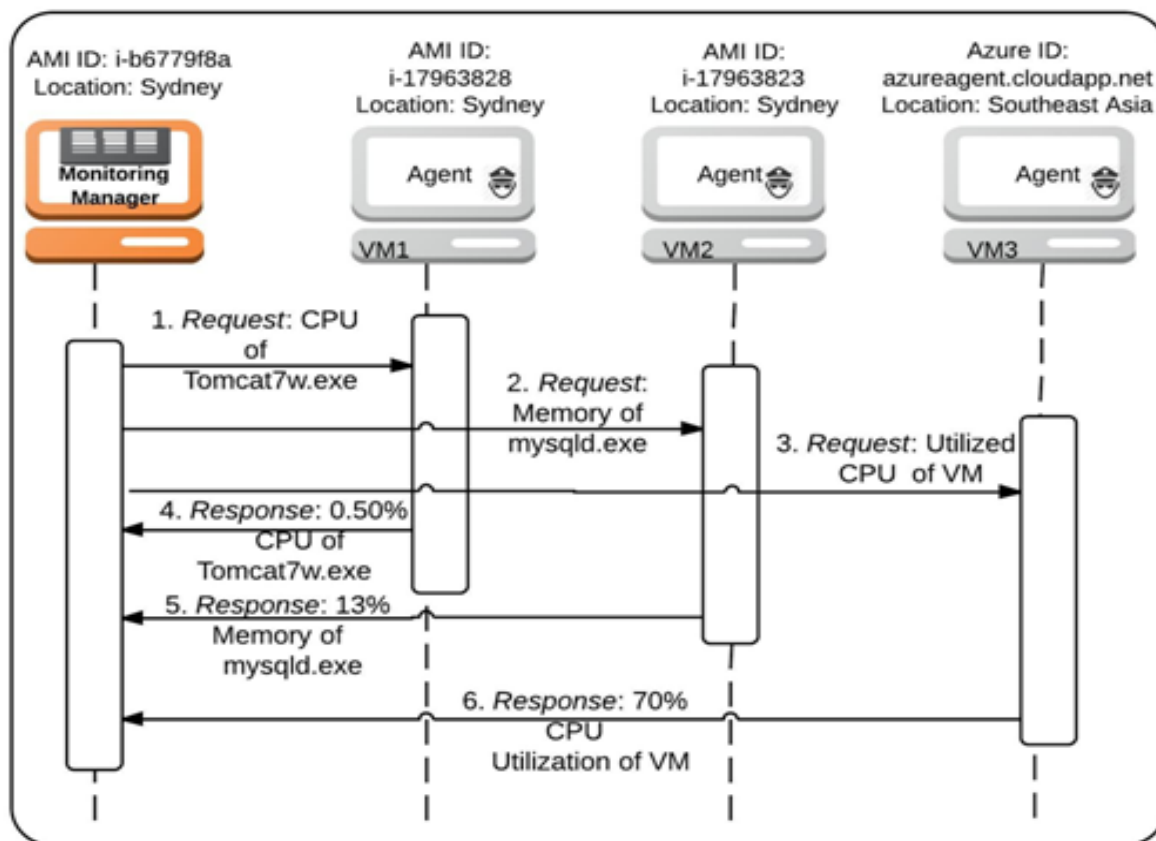 AMI ID: i-b6779f8a
Location: Sydney
AMI ID:
i-17963828
Location: Sydney
AMI ID:
i-17963823
Location: Sydney
Azure ID:
azureagent.cloudapp.net
Location: Southeast Asia
Monitoring
Manager
Agent
VM1
Agent
VM2
Agent
VM3
1. Request: CPU
of
Tomcat7w.exe
2. Request:
Memory of
mysqld.exe
3. Request: Utilized
CPU of VM
4. Response: 0.50%
CPU of
Tomcat7w.exe
5. Response: 13%
Memory of
mysqld.exe
6. Response: 70%
CPU
Utilization of VM